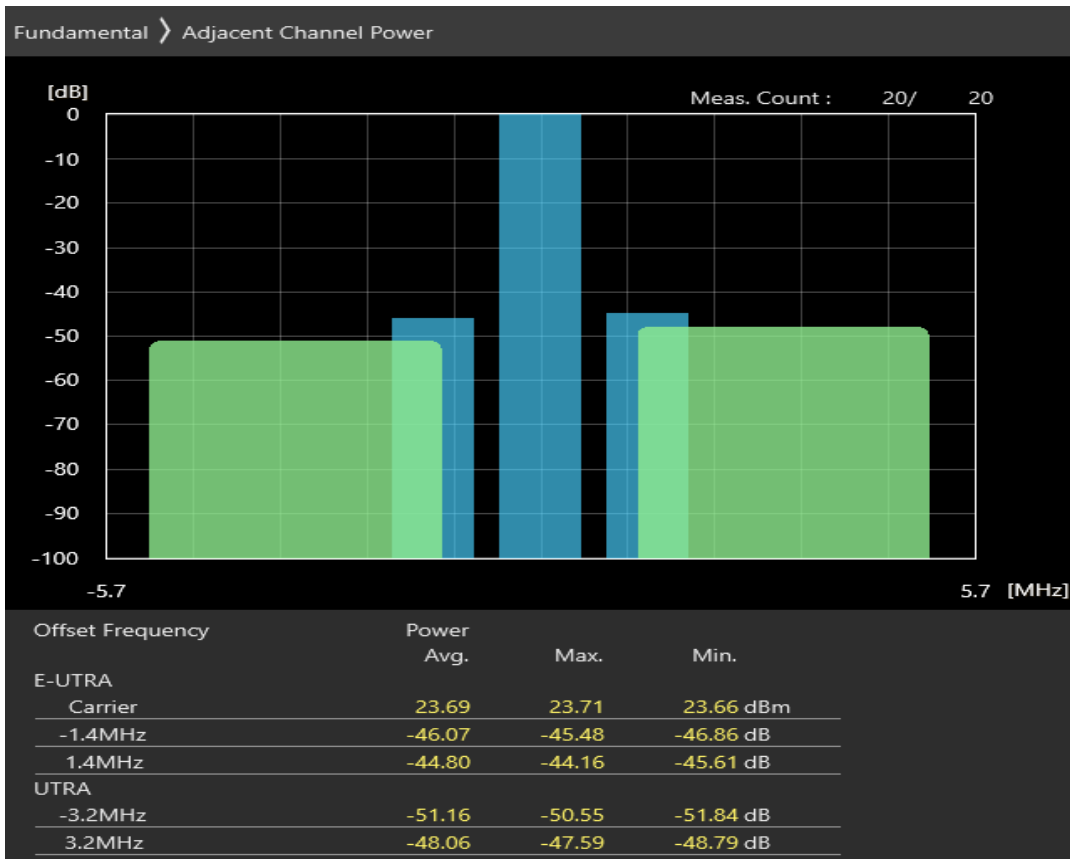 Fundamental 〉 Adjacent Channel Power
[dB]
Meas. Count : 20/ 20
0
-10
-20
-30
-40
-50
-60
-70
-80
-90
-100
-5.7 5.7 [MHz]
Offset Frequency Power
Avg. Max. Min.
E-UTRA
Carrier 23.69 23.71 23.66 dBm
-1.4MHz -46.07 -45.48 -46.86 dB
1.4MHz -44.80 -44.16 -45.61 dB
UTRA
-3.2MHz -51.16 -50.55 -51.84 dB
3.2MHz -48.06 -47.59 -48.79 dB